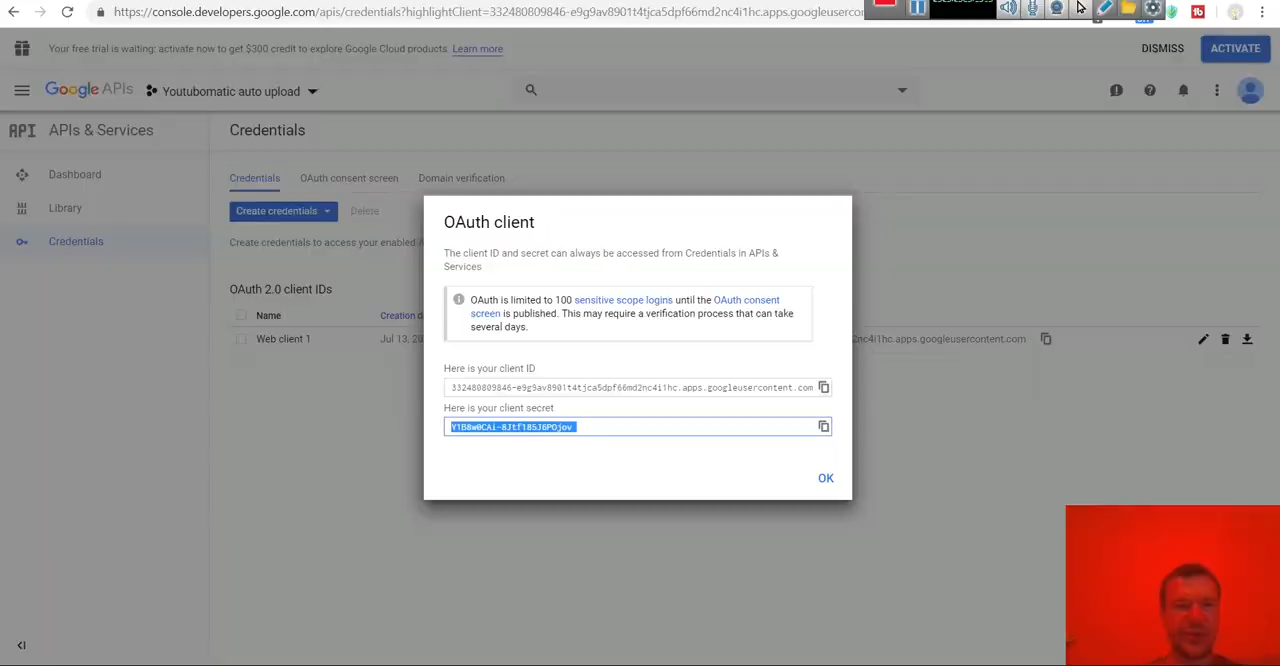 https://console.developers.google.com/apis/credentials?highlightClient=332480809846-e9g9av8901t4tjca5dpf66md2nc4i1hc.apps.googleusercor
Your free trial is waiting: activate now to get $300 credit to explore Google Cloud products. Learn more
DISMISS
ACTIVATE
Google APIs
Youtubomatic auto upload
API APIs & Services
Credentials
Dashboard
Library
Credentials
Credentials
OAuth consent screen
Domain verification
Create credentials
Delete
Create credentials to access your enabled A
OAuth 2.0 client IDs
Name
Creation d
Web client 1
Jul 13, 20
2nc4i1hc.apps.googleusercontent.com
OAuth client
The client ID and secret can always be accessed from Credentials in APIs &
Services
OAuth is limited to 100 sensitive scope logins until the OAuth consent
screen is published. This may require a verification process that can take
several days.
Here is your client ID
332480809846-e9g9av8901t4tjca5dpf66md2nc4i1hc.apps.googleusercontent.com
Here is your client secret
Y1B8w0CAi-8Jtf185J6POjov
OK